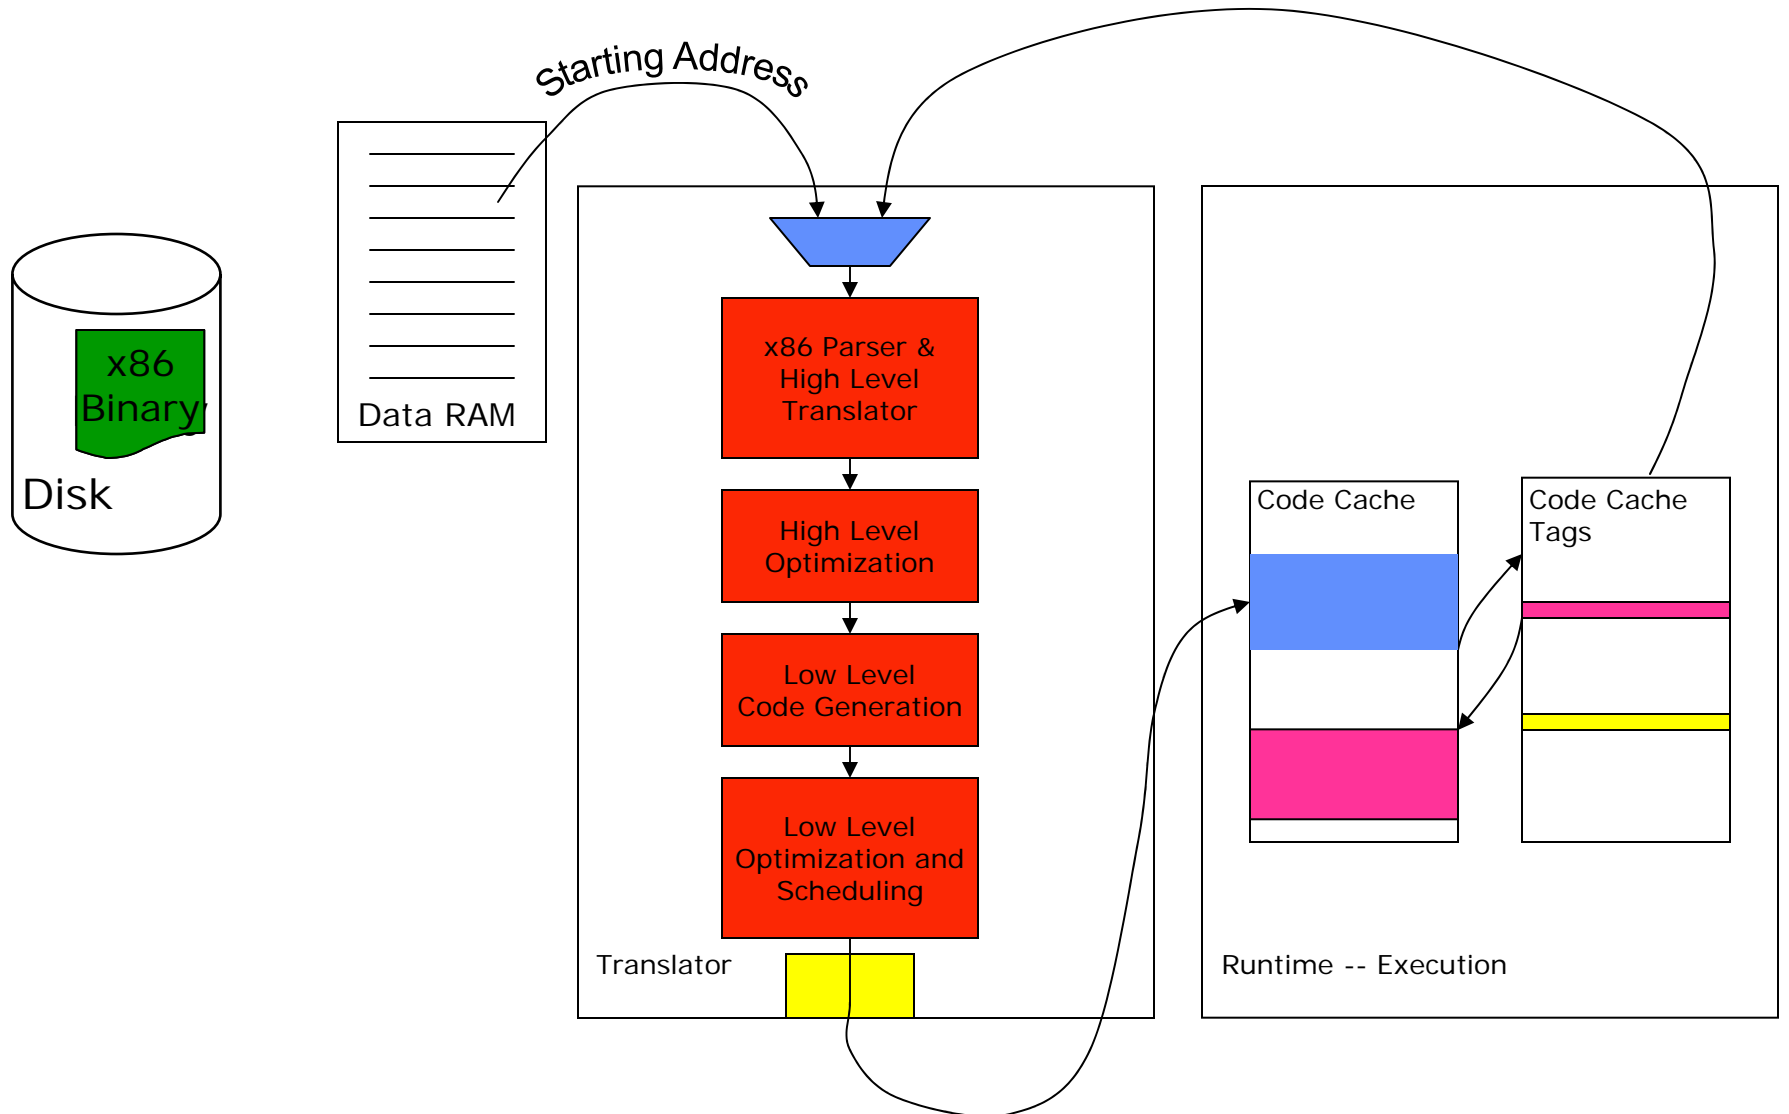 Starting Address
x86
Binary
Disk
Data RAM
x86 Parser &
High Level
Translator
High Level
Optimization
Low Level
Code Generation
Low Level
Optimization and
Scheduling
Translator
Code Cache
Code Cache
Tags
Runtime -- Execution